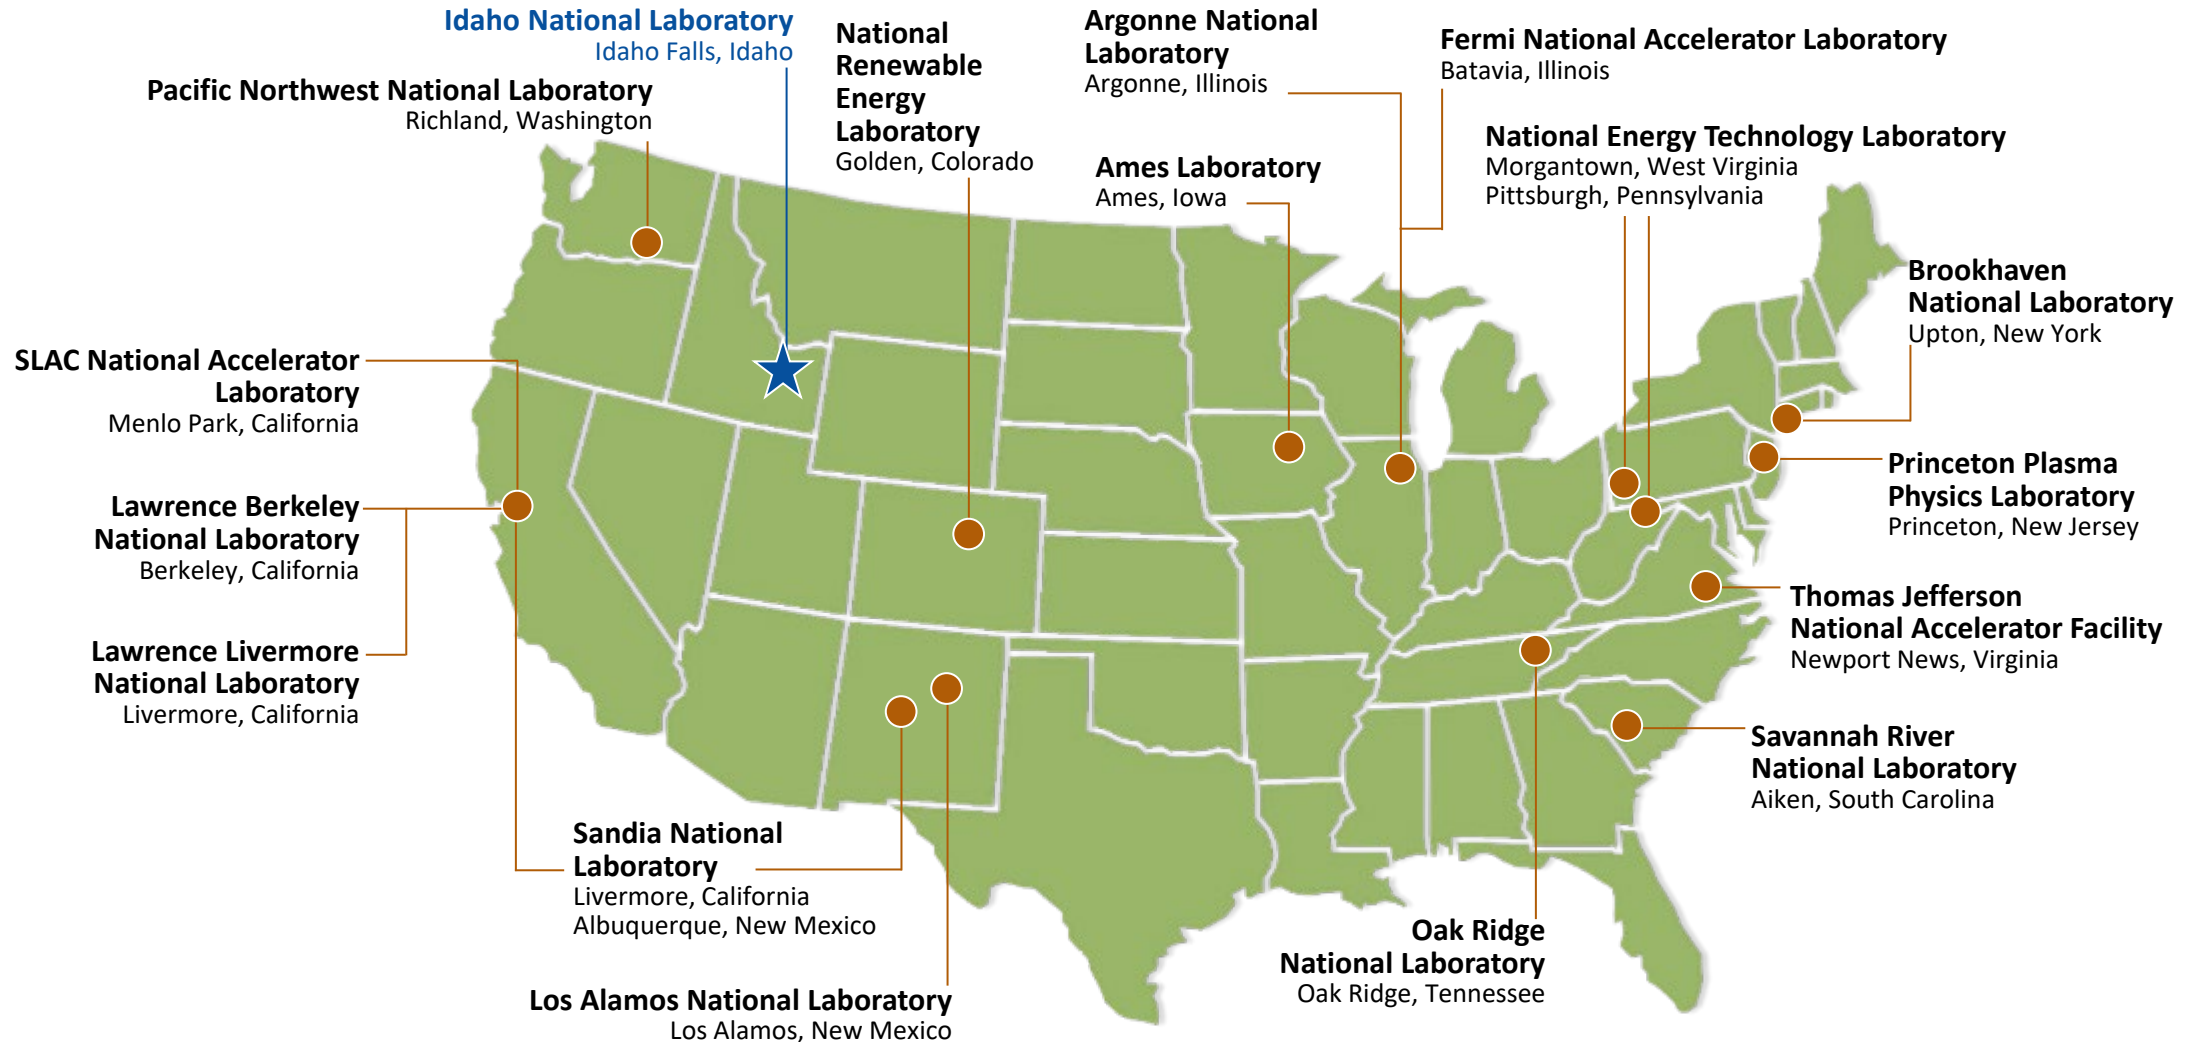 Idaho National Laboratory
Idaho Falls, Idaho
Pacific Northwest National Laboratory
Richland, Washington
National
Renewable
Energy
Laboratory
Golden, Colorado
Argonne National
Laboratory
Argonne, Illinois
Fermi National Accelerator Laboratory
Batavia, Illinois
Ames Laboratory
Ames, Iowa
National Energy Technology Laboratory
Morgantown, West Virginia
Pittsburgh, Pennsylvania
Brookhaven
National Laboratory
Upton, New York
SLAC National Accelerator
Laboratory
Menlo Park, California
Princeton Plasma
Physics Laboratory
Princeton, New Jersey
Lawrence Berkeley
National Laboratory
Berkeley, California
Thomas Jefferson
National Accelerator Facility
Newport News, Virginia
Lawrence Livermore
National Laboratory
Livermore, California
Savannah River
National Laboratory
Aiken, South Carolina
Sandia National
Laboratory
Livermore, California
Albuquerque, New Mexico
Oak Ridge
National Laboratory
Oak Ridge, Tennessee
Los Alamos National Laboratory
Los Alamos, New Mexico